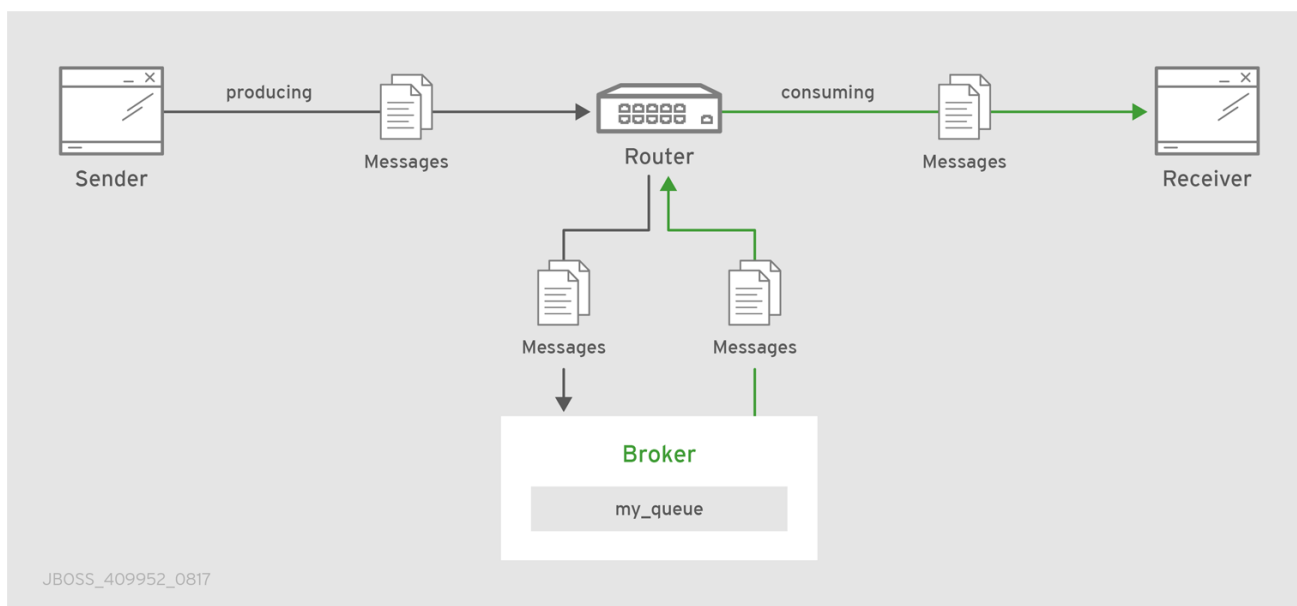 producing
consuming
Messages
Router
Messages
Sender
Receiver
Messages
Messages
Broker
my_queue
JBOSS_409952_0817